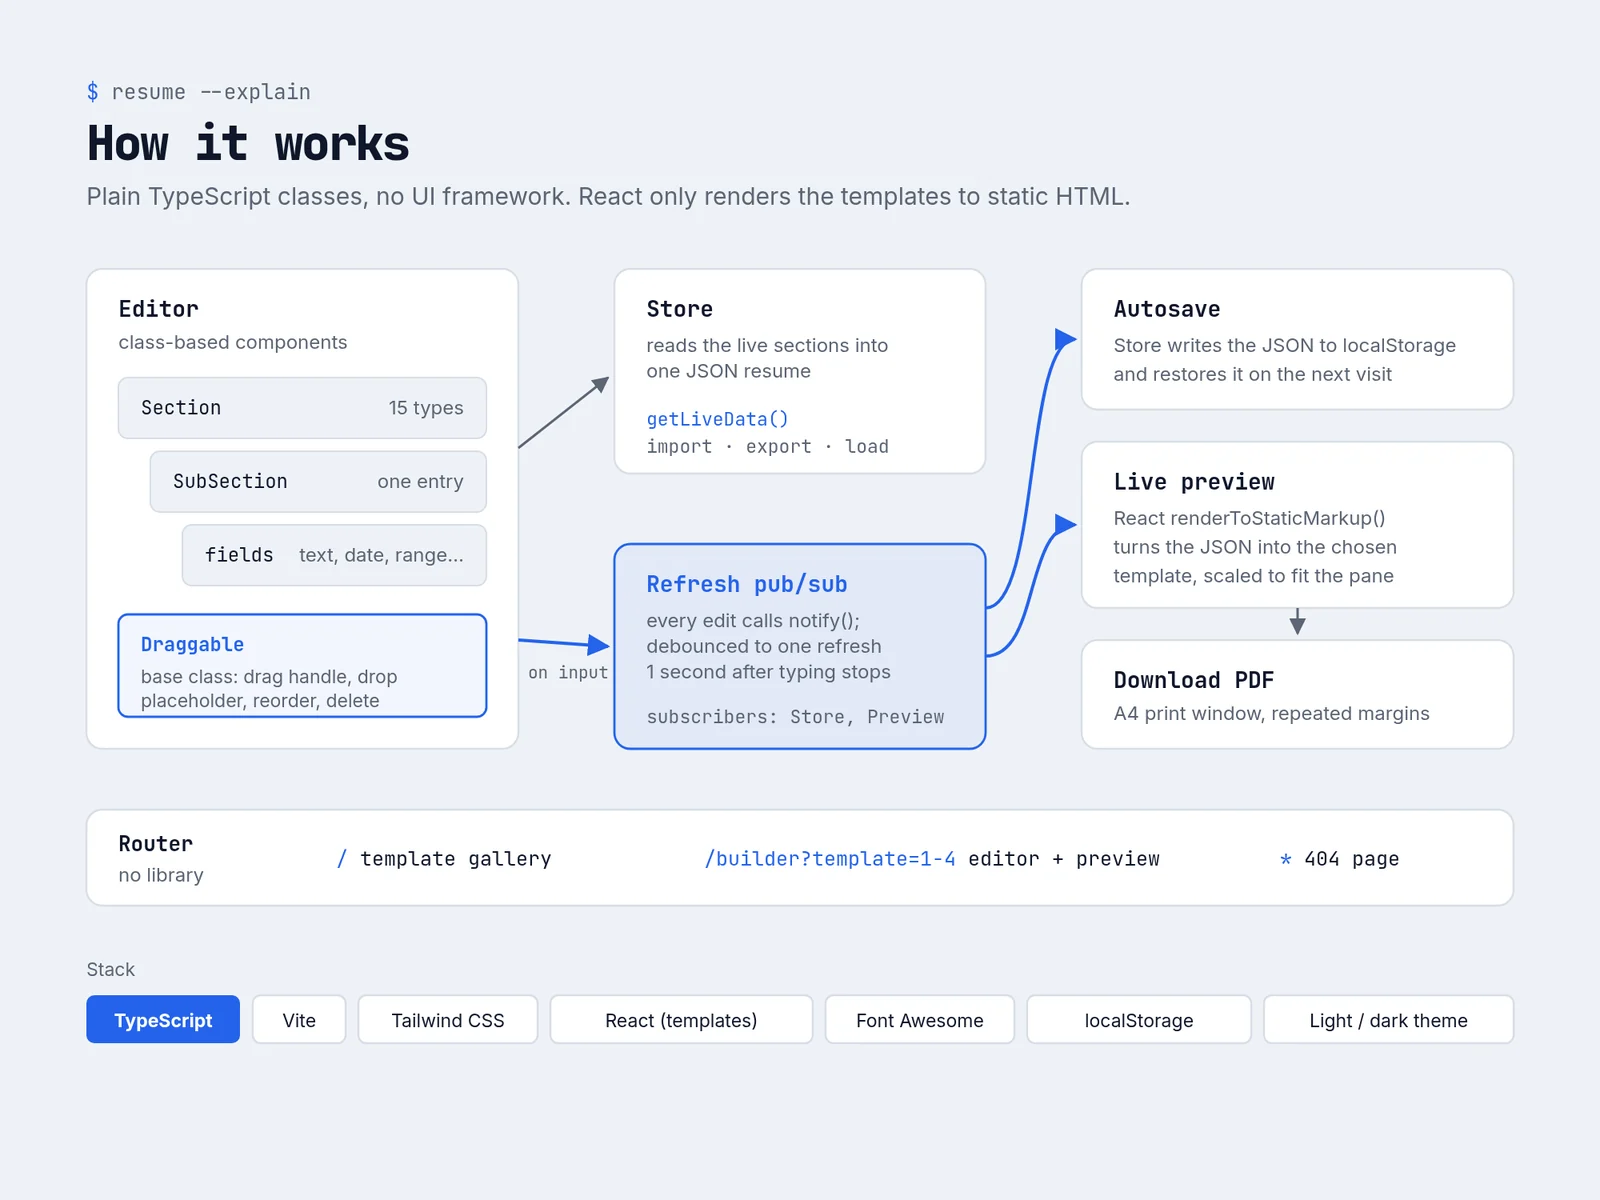 $ resume --explain
How it works
Plain TypeScript classes, no UI framework. React only renders the templates to static HTML.
Editor
class-based components
Section 15 types
SubSection one entry
fields text, date, range...
Draggable
base class: drag handle, drop
placeholder, reorder, delete
on input
Store
reads the live sections into
one JSON resume
getLiveData()
import · export · load
Refresh pub/sub
every edit calls notify();
debounced to one refresh
1 second after typing stops
subscribers: Store, Preview
Autosave
Store writes the JSON to localStorage
and restores it on the next visit
Live preview
React renderToStaticMarkup()
turns the JSON into the chosen
template, scaled to fit the pane
Download PDF
A4 print window, repeated margins
Router
no library
/ template gallery
/builder?template=1-4 editor + preview
* 404 page
Stack
TypeScript
Vite
Tailwind CSS
React (templates)
Font Awesome
localStorage
Light / dark theme